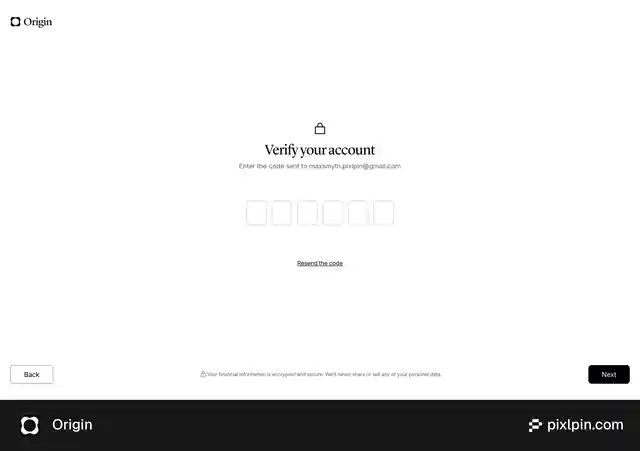 Origin
Verify your account
Enter the code sent to maxsmyth.pixlpin@gmail.com
Resend the code
Back
Your financial information is encrypted and secure. We'll never share or sell any of your personal data.
Next
Origin
pixlpin.com